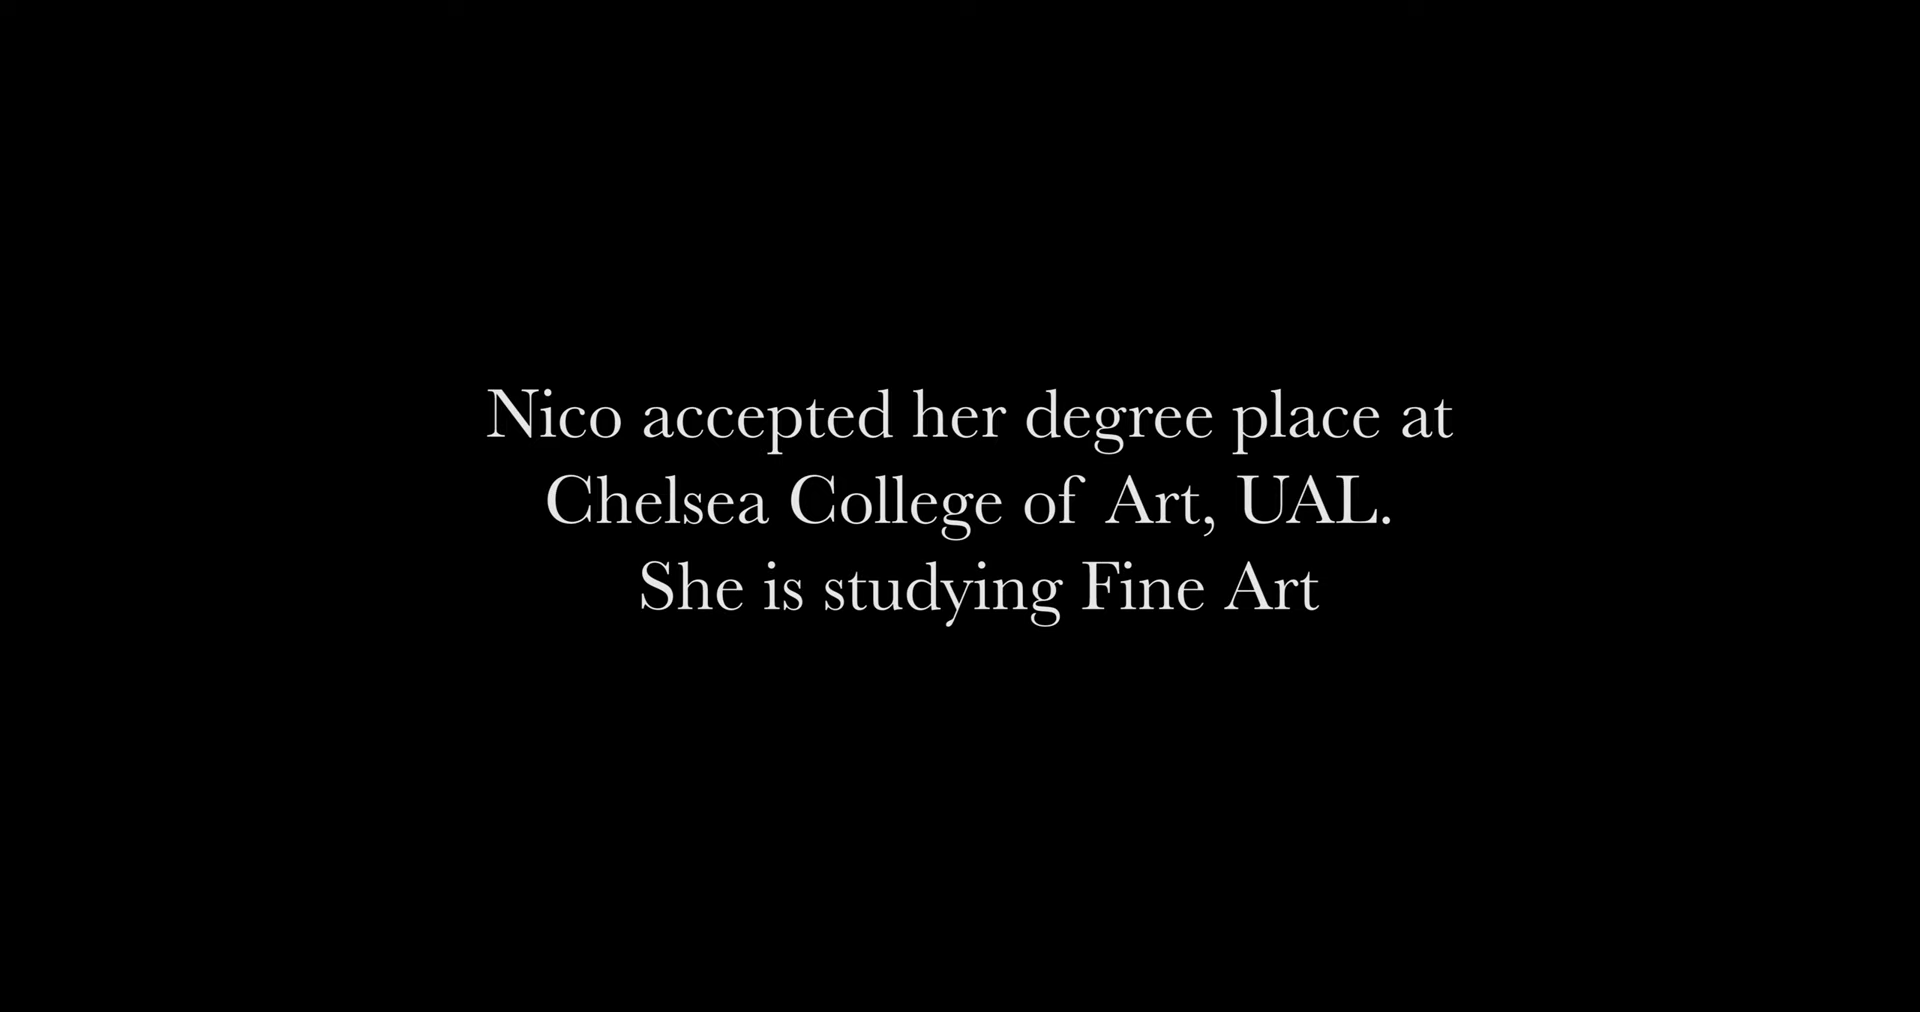 Nico accepted her degree place at
Chelsea College of Art, UAL.
She is studying Fine Art